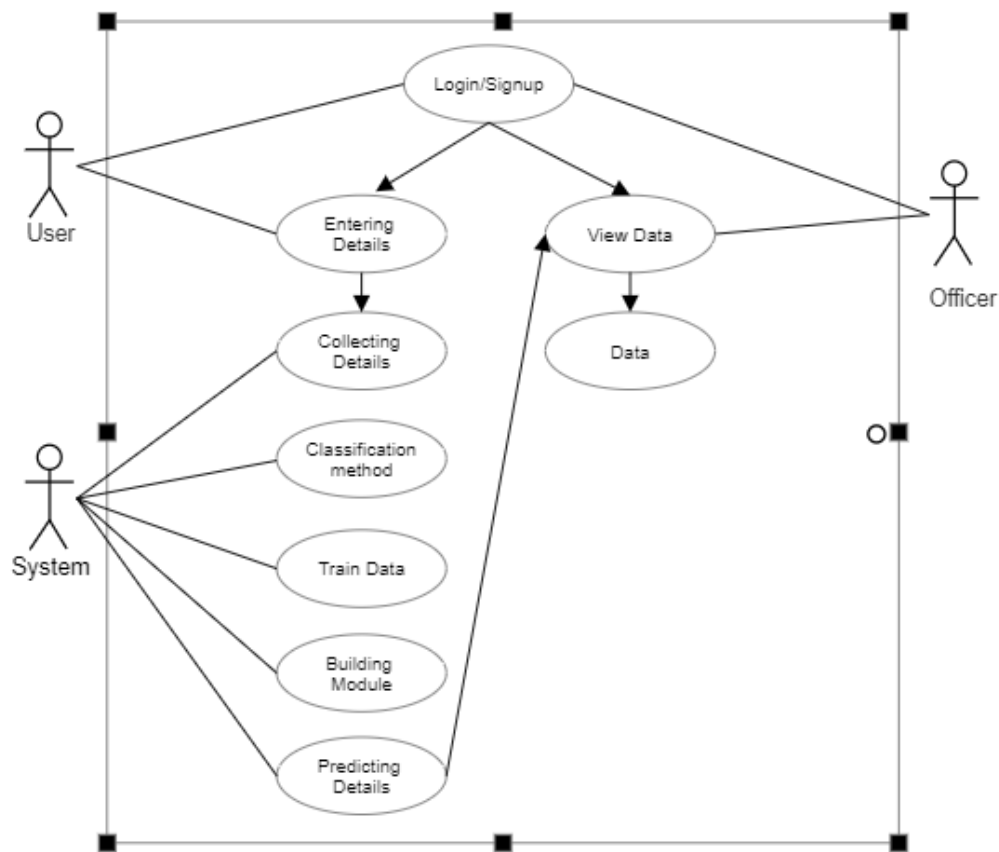 Login/Signup
User
Entering
Details
View Data
Officer
Collecting
Details
Data
Classification
method
System
Train Data
Building
Module
Predicting
Details